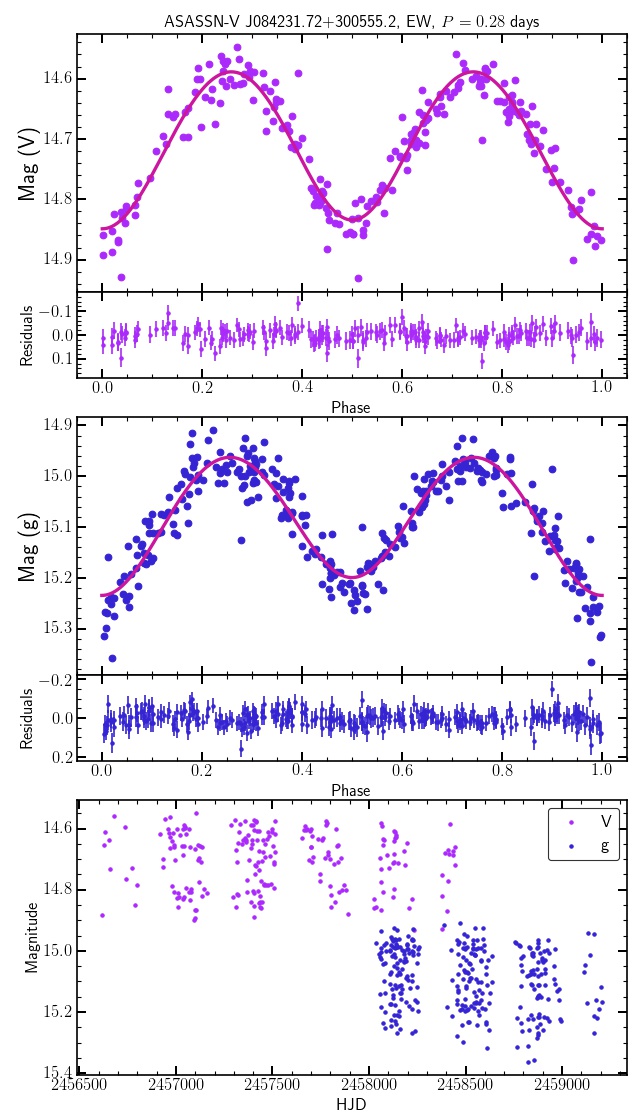 ASASSN-V J084231.72+300555.2, EW, P = 0.28 days
14.6
14.7
14.8
14.9
Mag (V)
−0.1
0.0
0.1
Residuals
0.0 0.2 0.4 0.6 0.8 1.0
Phase
14.9
15.0
15.1
15.2
15.3
Mag (g)
−0.2
0.0
0.2
Residuals
0.0 0.2 0.4 0.6 0.8 1.0
Phase
V
g
14.6
14.8
15.0
15.2
15.4
Magnitude
2456500 2457000 2457500 2458000 2458500 2459000
HJD